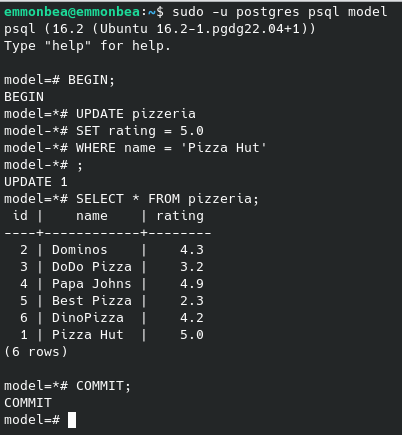 emmonbea@emmonbea:~$ sudo -u postgres psql model
psql (16.2 (Ubuntu 16.2-1.pgdg22.04+1))
Type "help" for help.

model=# BEGIN;
BEGIN
model=*# UPDATE pizzeria
model-*# SET rating = 5.0
model-*# WHERE name = 'Pizza Hut'
model-*# ;
UPDATE 1
model=*# SELECT * FROM pizzeria;
 id |    name    | rating
----+------------+--------
  2 | Dominos    |    4.3
  3 | DoDo Pizza |    3.2
  4 | Papa Johns |    4.9
  5 | Best Pizza |    2.3
  6 | DinoPizza  |    4.2
  1 | Pizza Hut  |    5.0
(6 rows)

model=*# COMMIT;
COMMIT
model=#